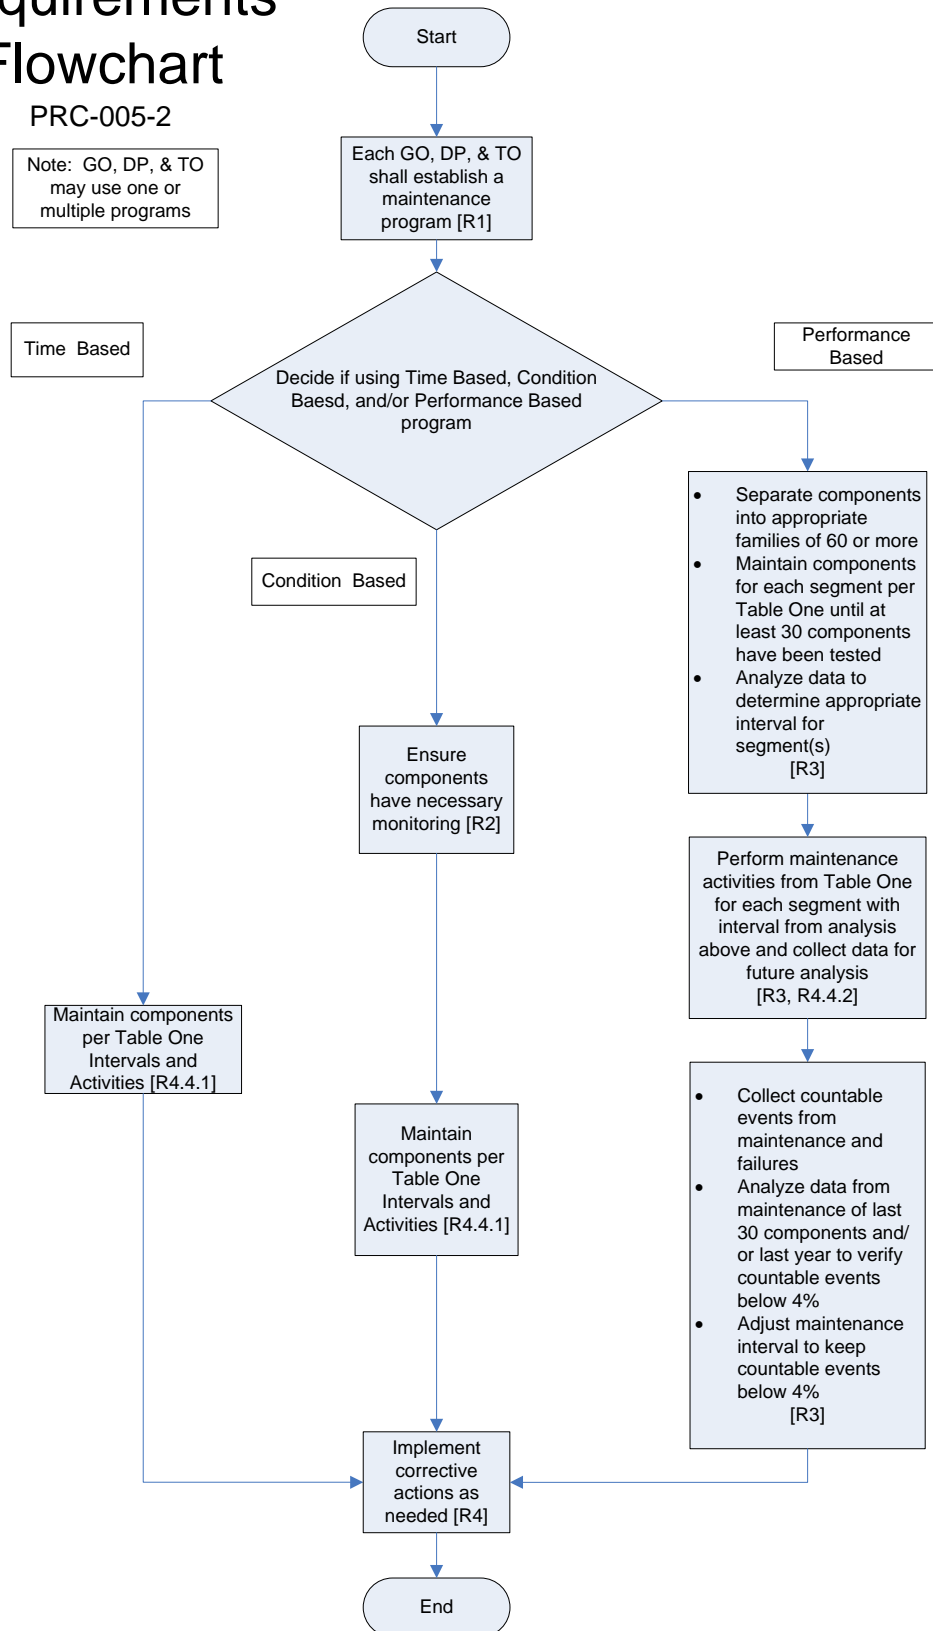 quirements
Flowchart
PRC-005-2
Note: GO, DP, & TO
may use one or
multiple programs
Start
Each GO, DP, & TO
shall establish a
maintenance
program [R1]
Time Based
Performance
Based
Decide if using Time Based, Condition
Baesd, and/or Performance Based
program
Condition Based
• Separate components
into appropriate
families of 60 or more
• Maintain components
for each segment per
Table One until at
least 30 components
have been tested
• Analyze data to
determine appropriate
interval for
segment(s)
[R3]
Ensure
components
have necessary
monitoring [R2]
Perform maintenance
activities from Table One
for each segment with
interval from analysis
above and collect data for
future analysis
[R3, R4.4.2]
Maintain components
per Table One
Intervals and
Activities [R4.4.1]
Maintain
components per
Table One
Intervals and
Activities [R4.4.1]
• Collect countable
events from
maintenance and
failures
• Analyze data from
maintenance of last
30 components and/
or last year to verify
countable events
below 4%
• Adjust maintenance
interval to keep
countable events
below 4%
[R3]
Implement
corrective
actions as
needed [R4]
End